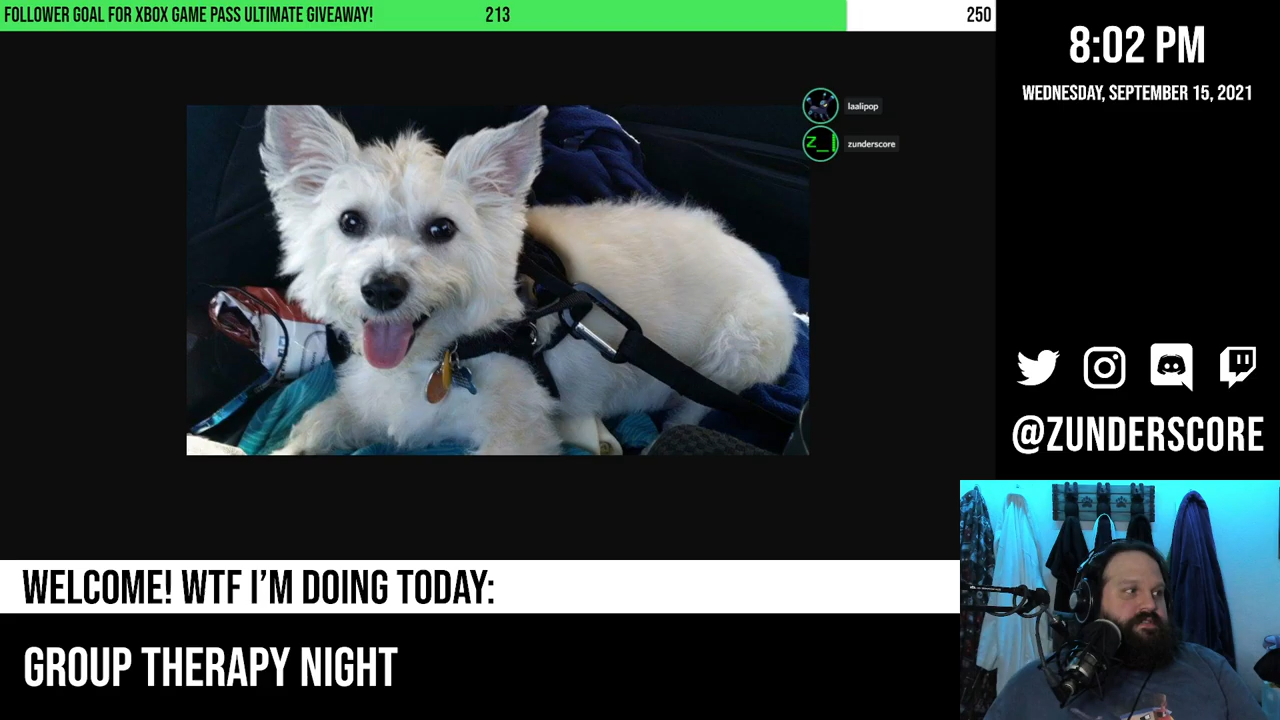 FOLLOWER GOAL FOR XBOX GAME PASS ULTIMATE GIVEAWAY! 213 250
8:02 PM
WEDNESDAY, SEPTEMBER 15, 2021
laalipop
z_
zunderscore
@ZUNDERSCORE
WELCOME! WTF I'M DOING TODAY:
GROUP THERAPY NIGHT